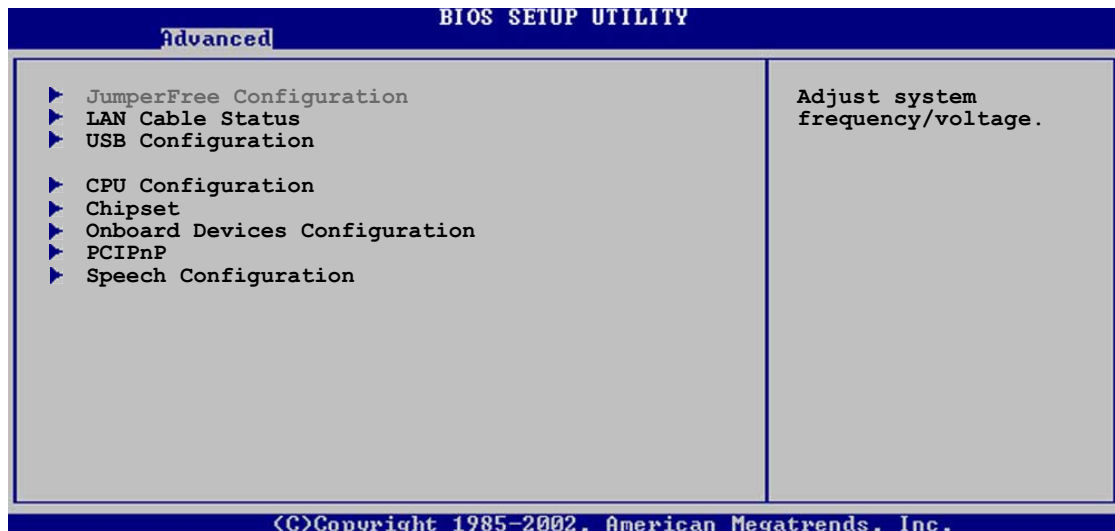 BIOS SETUP UTILITY
Advanced
JumperFree Configuration
LAN Cable Status
USB Configuration
CPU Configuration
Chipset
Onboard Devices Configuration
PCIPnP
Speech Configuration
Adjust system
frequency/voltage.
(C)Copyright 1985-2002, American Megatrends, Inc.